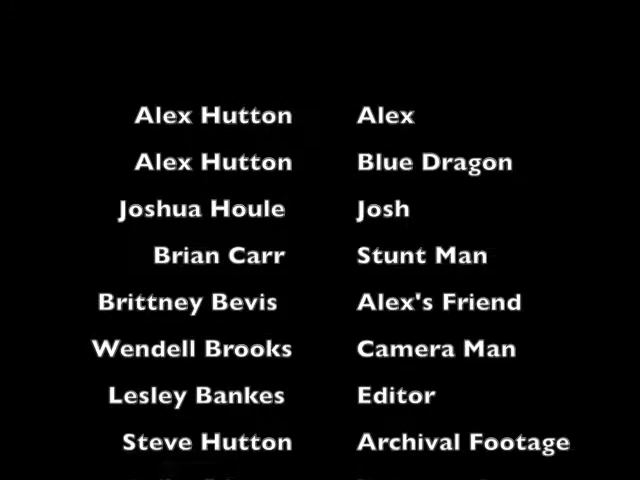 Alex Hutton Alex
Alex Hutton Blue Dragon
Joshua Houle Josh
Brian Carr Stunt Man
Brittney Bevis Alex's Friend
Wendell Brooks Camera Man
Lesley Bankes Editor
Steve Hutton Archival Footage